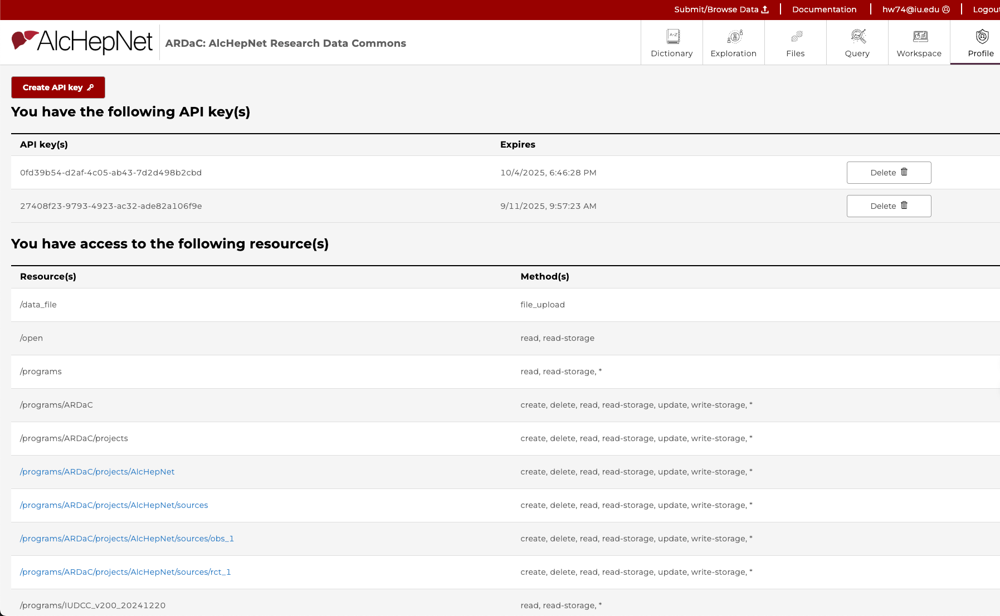 Submit/Browse Data
Documentation
hw74@iu.edu
Logout
AlcHepNet
ARDaC: AlcHepNet Research Data Commons
A-Z
Dictionary
Exploration
Files
Query
Workspace
Profile
Create API key
You have the following API key(s)
API key(s) Expires
0fd39b54-d2af-4c05-ab43-7d2d498b2cbd 10/4/2025, 6:46:28 PM Delete
27408f23-9793-4923-ac32-ade82a106f9e 9/11/2025, 9:57:23 AM Delete
You have access to the following resource(s)
Resource(s) Method(s)
/data_file file_upload
/open read, read-storage
/programs read, read-storage, *
/programs/ARDaC create, delete, read, read-storage, update, write-storage, *
/programs/ARDaC/projects create, delete, read, read-storage, update, write-storage, *
/programs/ARDaC/projects/AlcHepNet create, delete, read, read-storage, update, write-storage, *
/programs/ARDaC/projects/AlcHepNet/sources create, delete, read, read-storage, update, write-storage, *
/programs/ARDaC/projects/AlcHepNet/sources/obs_1 create, delete, read, read-storage, update, write-storage, *
/programs/ARDaC/projects/AlcHepNet/sources/rct_1 create, delete, read, read-storage, update, write-storage, *
/programs/IUDCC_v200_20241220 read, read-storage, *